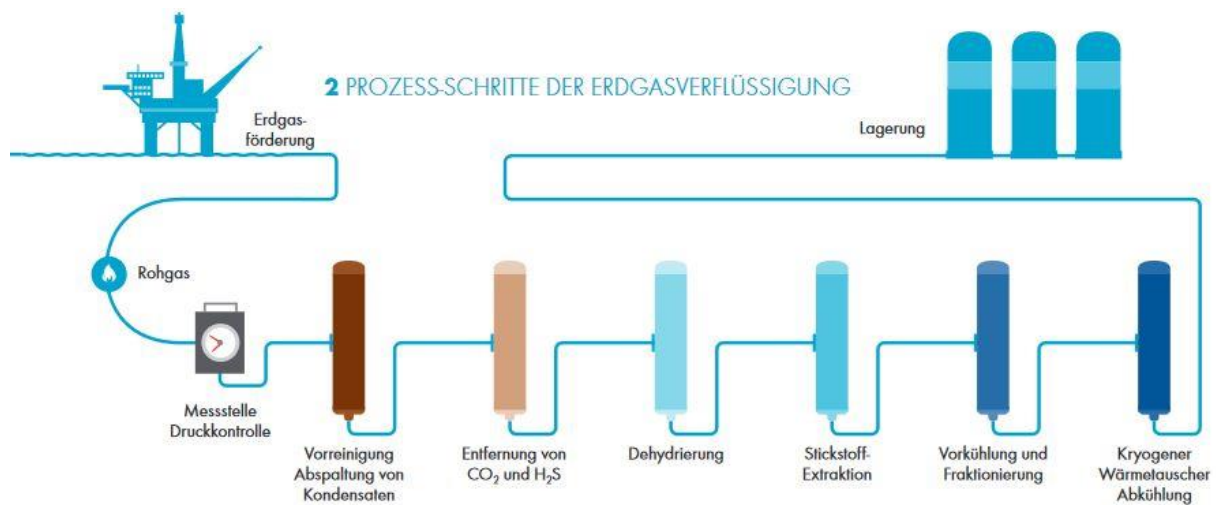 2 PROZESS-SCHRITTE DER ERDGASVERFLÜSSIGUNG
Erdgas-
förderung
Lagerung
Rohgas
Messstelle
Druckkontrolle
Vorreinigung
Abspaltung von
Kondensaten
Entfernung von
CO₂ und H₂S
Dehydrierung
Stickstoff-
Extraktion
Vorkühlung und
Fraktionierung
Kryogener
Wärmetauscher
Abkühlung